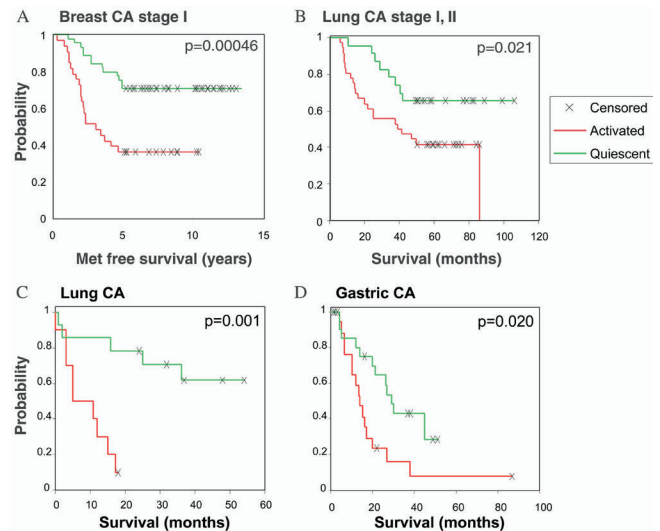 A Breast CA stage I
p=0.00046
1
0.8
0.6
0.4
0.2
0
0 5 10 15
Probability
Met free survival (years)
B Lung CA stage I, II
p=0.021
1
0.8
0.6
0.4
0.2
0
0 20 40 60 80 100 120
Survival (months)
Censored
Activated
Quiescent
C Lung CA
p=0.001
1
0.8
0.6
0.4
0.2
0
0 10 20 30 40 50 60
Probability
Survival (months)
D Gastric CA
p=0.020
1
0.8
0.6
0.4
0.2
0
0 20 40 60 80 100
Survival (months)